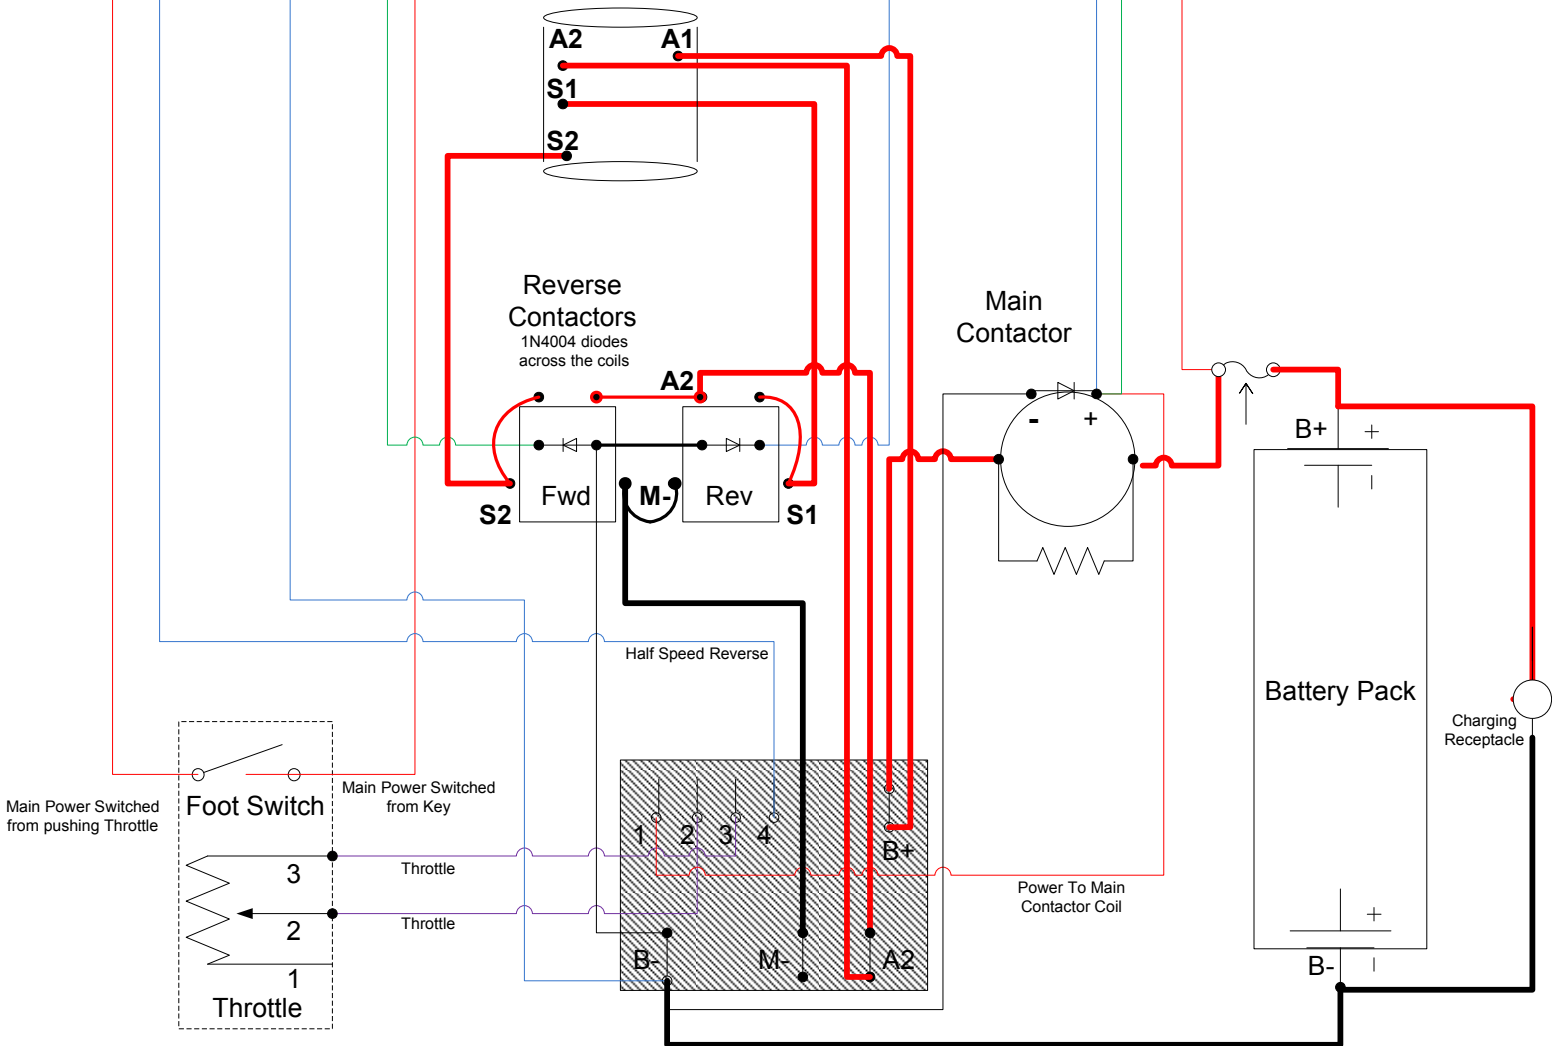 A2
A1
S1
S2
Reverse
Contactors
1N4004 diodes
across the coils
A2
Main
Contactor
-
+
B+
+
Fwd
M-
Rev
S2
S1
Half Speed Reverse
Battery Pack
Charging
Receptacle
Foot Switch
Main Power Switched
from Key
Main Power Switched
from pushing Throttle
1
2
3
4
B+
3
Throttle
Power To Main
Contactor Coil
2
Throttle
+
B-
M-
A2
B-
1
Throttle